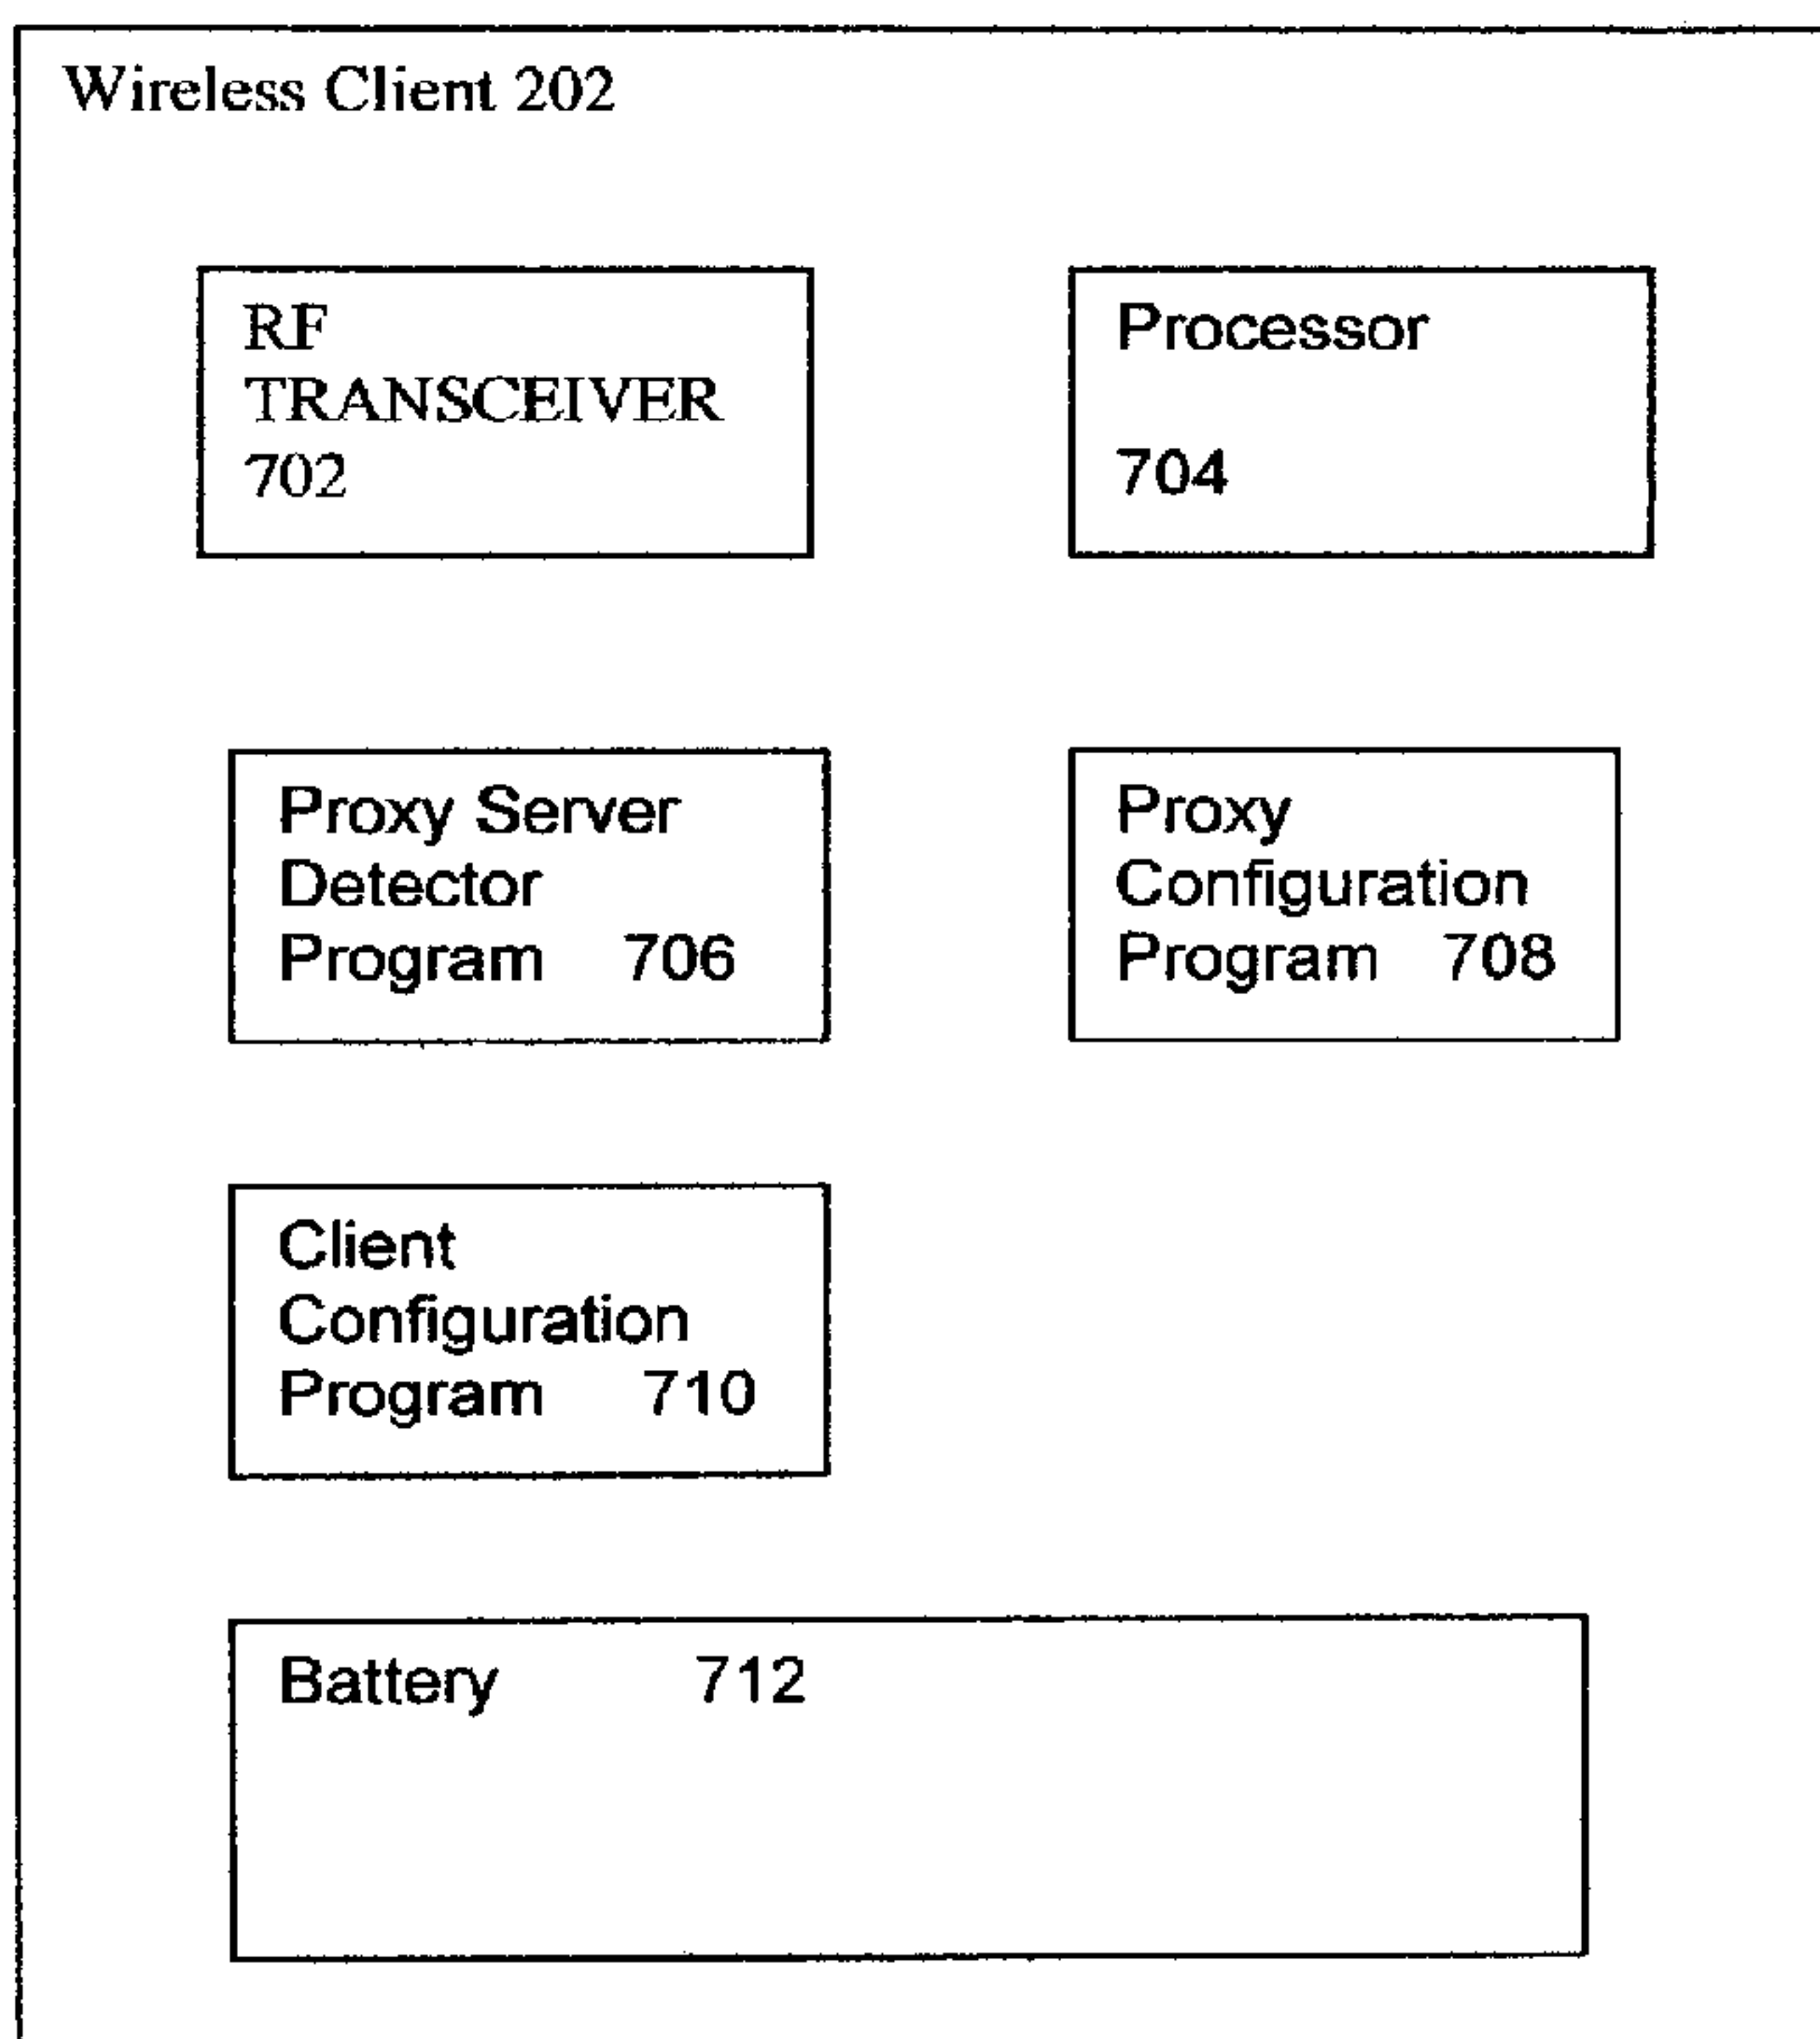 Wireless Client 202
RF
TRANSCEIVER
702
Processor
704
Proxy Server
Detector
Program 706
Proxy
Configuration
Program 708
Client
Configuration
Program 710
Battery 712